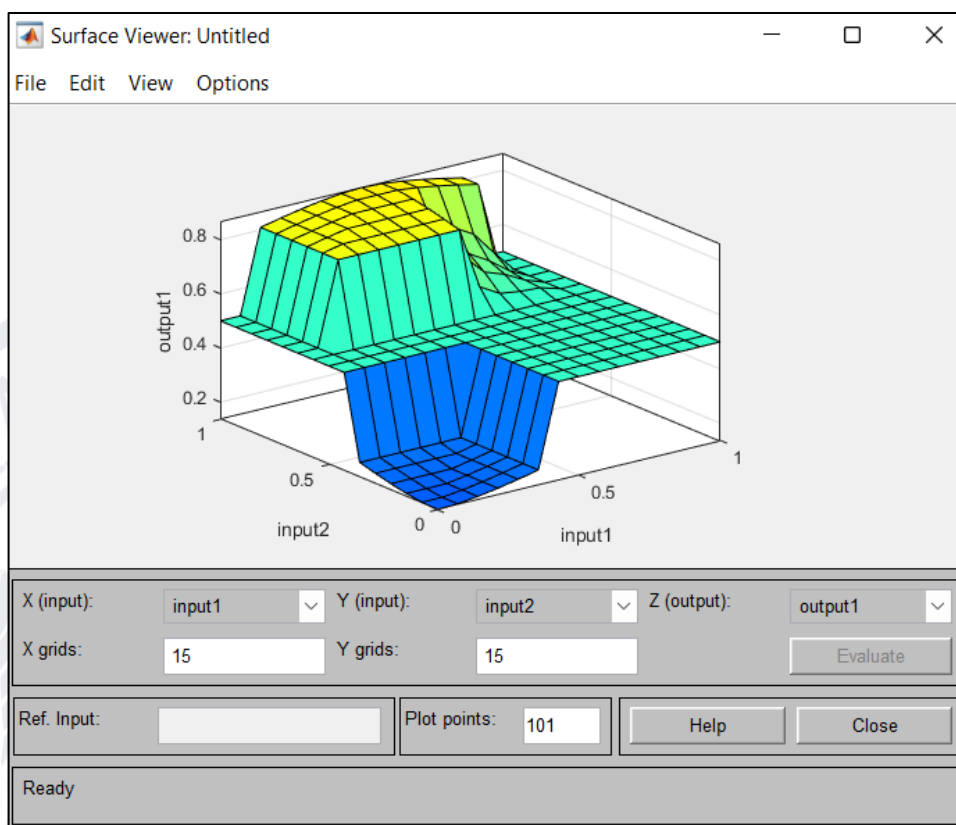 Surface Viewer: Untitled
File Edit View Options
0.8
0.6
0.4
0.2
output1
1
0.5
0
input2
0
0.5
1
input1
X (input): input1 Y (input): input2 Z (output): output1
X grids: 15 Y grids: 15 Evaluate
Ref. Input: Plot points: 101 Help Close
Ready